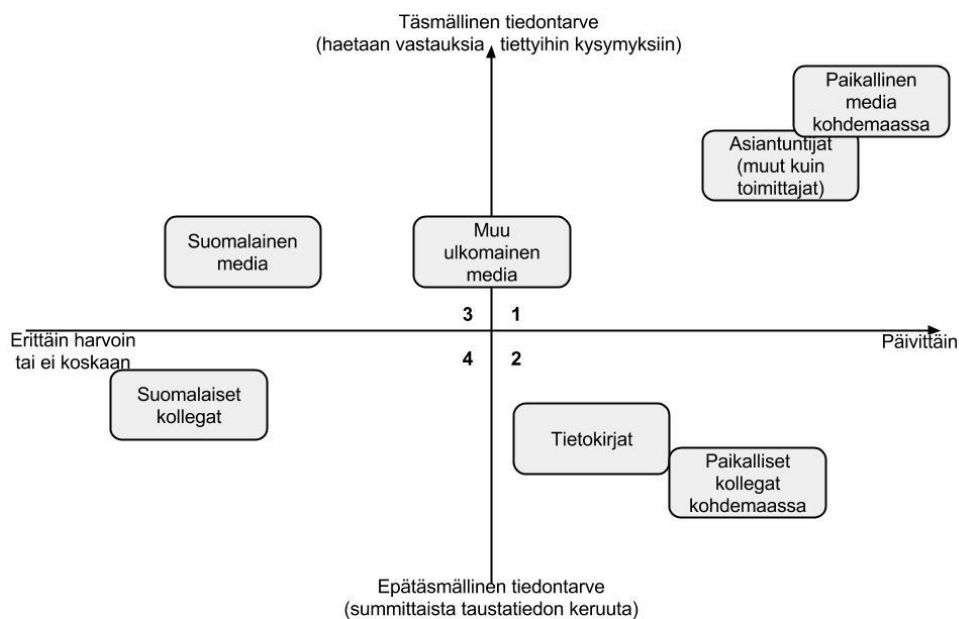 Täsmällinen tiedontarve
(haetaan vastauksia tiettyihin kysymyksiin)
Paikallinen
media
kohdemaassa
Asiantuntijat
(muut kuin
toimittajat)
Suomalainen
media
Muu
ulkomainen
media
3 1
Erittäin harvoin
tai ei koskaan
Päivittäin
4 2
Suomalaiset
kollegat
Tietokirjat
Paikalliset
kollegat
kohdemaassa
Epätäsmällinen tiedontarve
(summittaista taustatiedon keruuta)